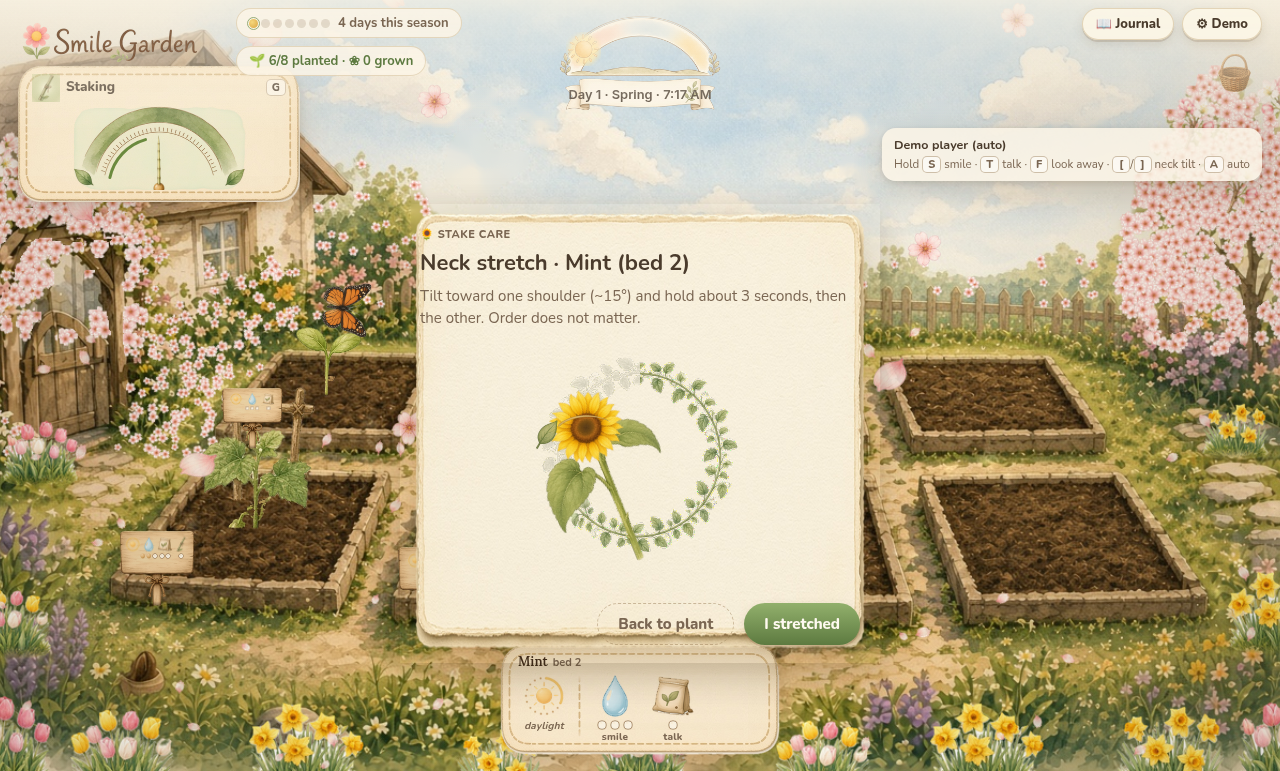 Smile Garden
4 days this season
6/8 planted · ❀ 0 grown
Staking
G
Day 1 · Spring · 7:17 AM
Journal
Demo
Demo player (auto)
Hold S smile · T talk · F look away · [ / ] neck tilt · A auto
STAKE CARE
Neck stretch · Mint (bed 2)
Tilt toward one shoulder (~15°) and hold about 3 seconds, then
the other. Order does not matter.
Back to plant
I stretched
Mint bed 2
daylight
smile
talk